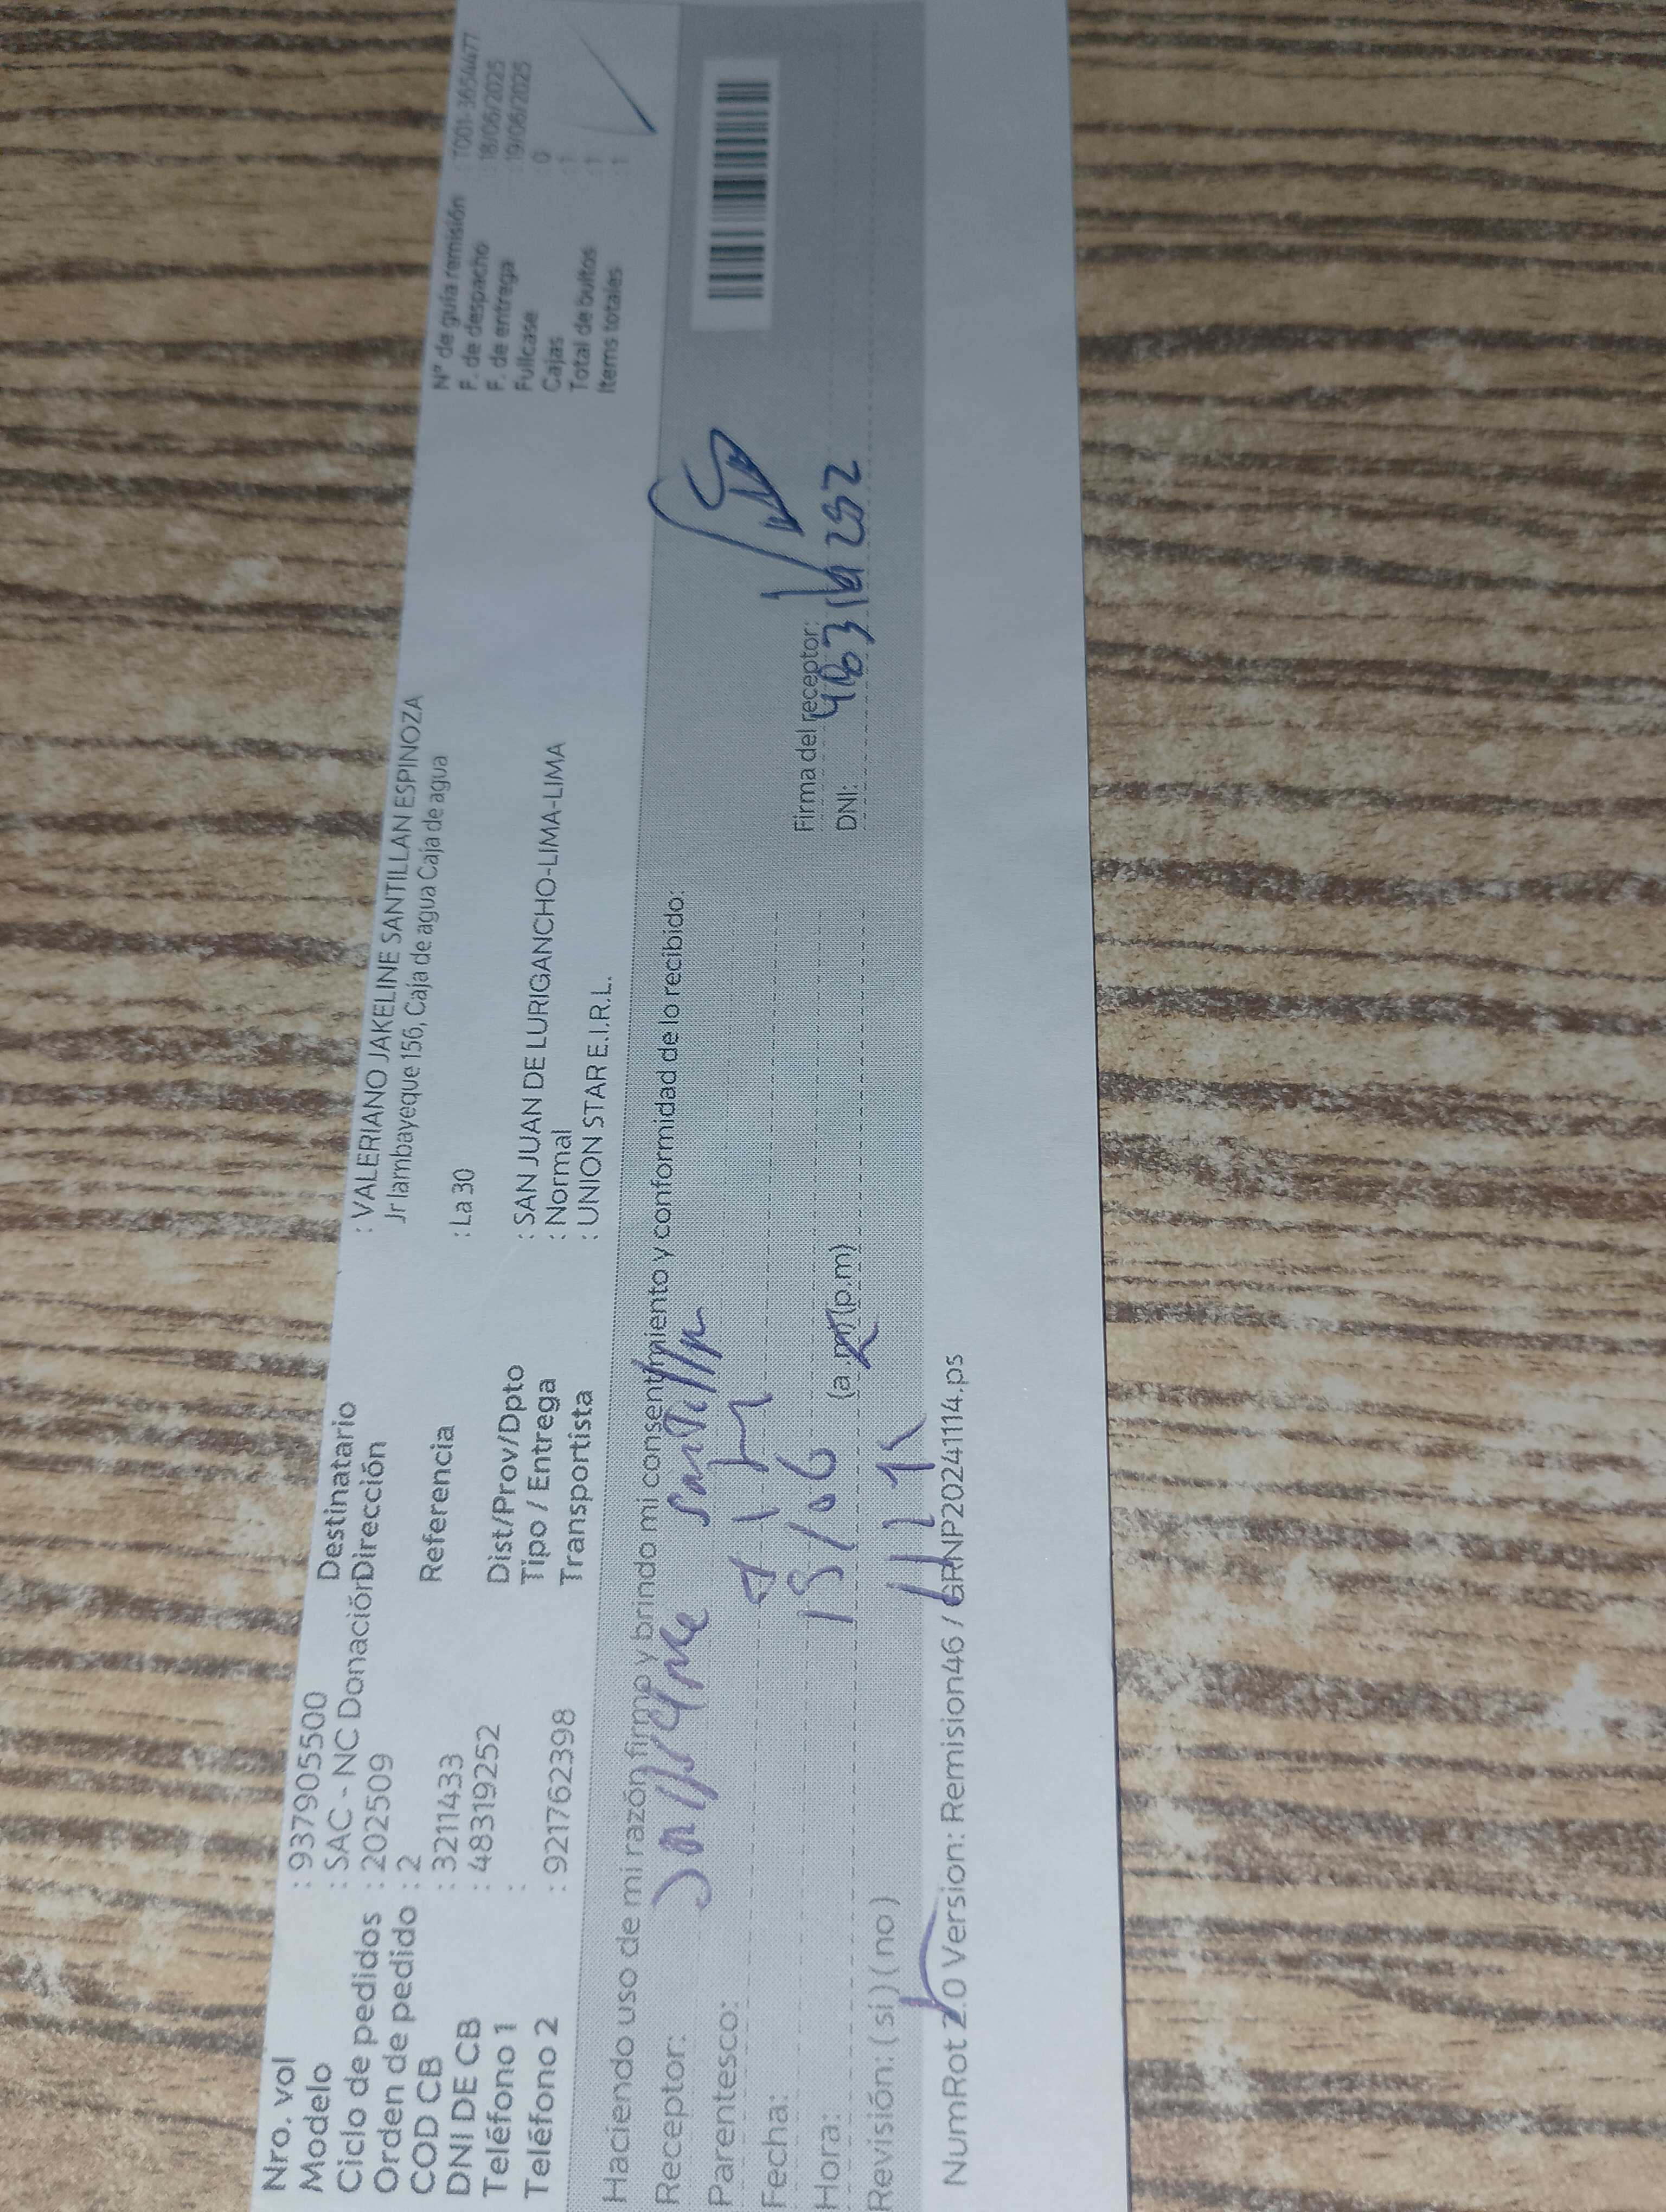 Nro. vol : 937905500
Modelo : SAC - NC Donación
Ciclo de pedidos : 202509
Orden de pedido : 2
COD CB : 3211433
DNI DE CB : 48319252
Teléfono 1 :
Teléfono 2 : 921762398
Destinatario : VALERIANO JAKELINE SANTILLAN ESPINOZA
Dirección Jr lambayeque 156, Caja de agua Caja de agua
Referencia : La 30
Dist/Prov/Dpto : SAN JUAN DE LURIGANCHO-LIMA-LIMA
Tipo / Entrega : Normal
Transportista : UNION STAR E.I.R.L.
N° de guía remisión : T001-3654477
F. de despacho : 18/06/2025
F. de entrega : 19/06/2025
Fullcase : 0
Cajas : 1
Total de bultos : 1
Items totales : 1
Haciendo uso de mi razón firmo y brindo mi consentimiento y conformidad de lo recibido:
Receptor: Santilla
Parentesco:
Fecha:
Hora: (a.m) (p.m)
Revisión: (si) (no)
Firma del receptor:
DNI: 48319252
NumRot 2.0 Version: Remision46 / GRNP20241114.ps